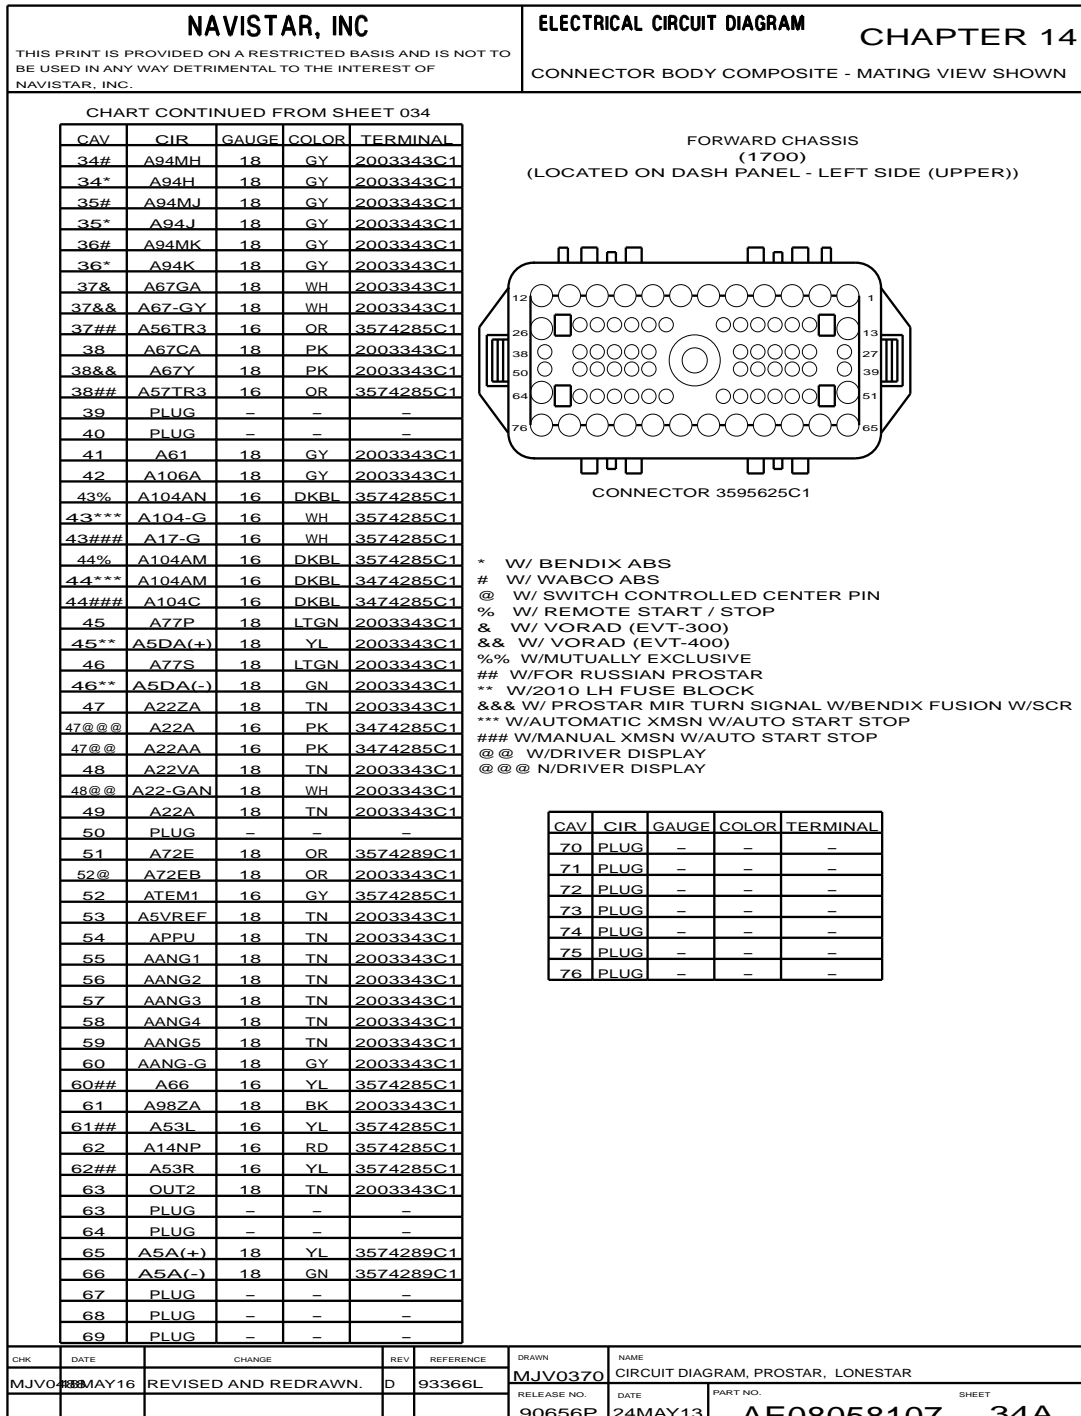 NAVISTAR, INC
THIS PRINT IS PROVIDED ON A RESTRICTED BASIS AND IS NOT TO
BE USED IN ANY WAY DETRIMENTAL TO THE INTEREST OF
NAVISTAR, INC.
ELECTRICAL CIRCUIT DIAGRAM
CHAPTER 14
CONNECTOR BODY COMPOSITE - MATING VIEW SHOWN
CHART CONTINUED FROM SHEET 034
CAV CIR GAUGE COLOR TERMINAL
34# A94MH 18 GY 2003343C1
34* A94H 18 GY 2003343C1
35# A94MJ 18 GY 2003343C1
35* A94J 18 GY 2003343C1
36# A94MK 18 GY 2003343C1
36* A94K 18 GY 2003343C1
37& A67GA 18 WH 2003343C1
37&& A67-GY 18 WH 2003343C1
37## A56TR3 16 OR 3574285C1
38 A67CA 18 PK 2003343C1
38&& A67Y 18 PK 2003343C1
38## A57TR3 16 OR 3574285C1
39 PLUG – – –
40 PLUG – – –
41 A61 18 GY 2003343C1
42 A106A 18 GY 2003343C1
43% A104AN 16 DKBL 3574285C1
43*** A104-G 16 WH 3574285C1
43### A17-G 16 WH 3574285C1
44% A104AM 16 DKBL 3574285C1
44*** A104AM 16 DKBL 3474285C1
44### A104C 16 DKBL 3474285C1
45 A77P 18 LTGN 2003343C1
45** A5DA(+) 18 YL 2003343C1
46 A77S 18 LTGN 2003343C1
46** A5DA(-) 18 GN 2003343C1
47 A22ZA 18 TN 2003343C1
47@@@ A22A 16 PK 3474285C1
47@@ A22AA 16 PK 3474285C1
48 A22VA 18 TN 2003343C1
48@@ A22-GAN 18 WH 2003343C1
49 A22A 18 TN 2003343C1
50 PLUG – – –
51 A72E 18 OR 3574289C1
52@ A72EB 18 OR 2003343C1
52 ATEM1 16 GY 3574285C1
53 A5VREF 18 TN 2003343C1
54 APPU 18 TN 2003343C1
55 AANG1 18 TN 2003343C1
56 AANG2 18 TN 2003343C1
57 AANG3 18 TN 2003343C1
58 AANG4 18 TN 2003343C1
59 AANG5 18 TN 2003343C1
60 AANG-G 18 GY 2003343C1
60## A66 16 YL 3574285C1
61 A98ZA 18 BK 2003343C1
61## A53L 16 YL 3574285C1
62 A14NP 16 RD 3574285C1
62## A53R 16 YL 3574285C1
63 OUT2 18 TN 2003343C1
63 PLUG – – –
64 PLUG – – –
65 A5A(+) 18 YL 3574289C1
66 A5A(-) 18 GN 3574289C1
67 PLUG – – –
68 PLUG – – –
69 PLUG – – –
FORWARD CHASSIS
(1700)
(LOCATED ON DASH PANEL - LEFT SIDE (UPPER))
12 1
26 13
38 27
50 39
64 51
76 65
CONNECTOR 3595625C1
* W/ BENDIX ABS
# W/ WABCO ABS
@ W/ SWITCH CONTROLLED CENTER PIN
% W/ REMOTE START / STOP
& W/ VORAD (EVT-300)
&& W/ VORAD (EVT-400)
%% W/MUTUALLY EXCLUSIVE
## W/FOR RUSSIAN PROSTAR
** W/2010 LH FUSE BLOCK
&&& W/ PROSTAR MIR TURN SIGNAL W/BENDIX FUSION W/SCR
*** W/AUTOMATIC XMSN W/AUTO START STOP
### W/MANUAL XMSN W/AUTO START STOP
@@ W/DRIVER DISPLAY
@@@ N/DRIVER DISPLAY
CAV CIR GAUGE COLOR TERMINAL
70 PLUG – – –
71 PLUG – – –
72 PLUG – – –
73 PLUG – – –
74 PLUG – – –
75 PLUG – – –
76 PLUG – – –
CHK DATE CHANGE REV REFERENCE
MAY16 REVISED AND REDRAWN. D 93366L
DRAWN NAME
MJV0370 CIRCUIT DIAGRAM, PROSTAR, LONESTAR
RELEASE NO. DATE PART NO. SHEET
90656P 24MAY13 AE08058107 34A